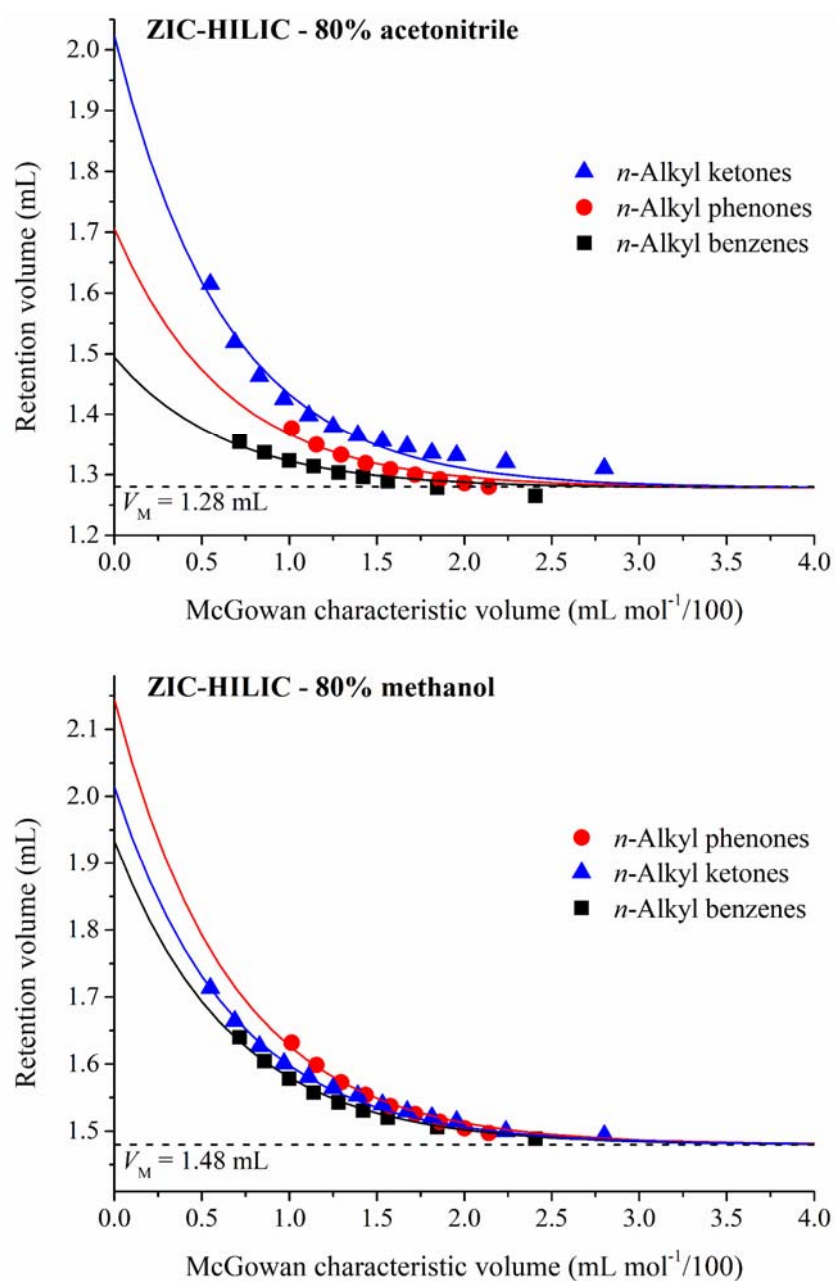 ZIC-HILIC - 80% acetonitrile
2.0
1.9
1.8
1.7
1.6
1.5
1.4
1.3
1.2
Retention volume (mL)
n-Alkyl ketones
n-Alkyl phenones
n-Alkyl benzenes
V_M = 1.28 mL
0.0 0.5 1.0 1.5 2.0 2.5 3.0 3.5 4.0
McGowan characteristic volume (mL mol⁻¹/100)
ZIC-HILIC - 80% methanol
2.1
2.0
1.9
1.8
1.7
1.6
1.5
Retention volume (mL)
n-Alkyl phenones
n-Alkyl ketones
n-Alkyl benzenes
V_M = 1.48 mL
0.0 0.5 1.0 1.5 2.0 2.5 3.0 3.5 4.0
McGowan characteristic volume (mL mol⁻¹/100)